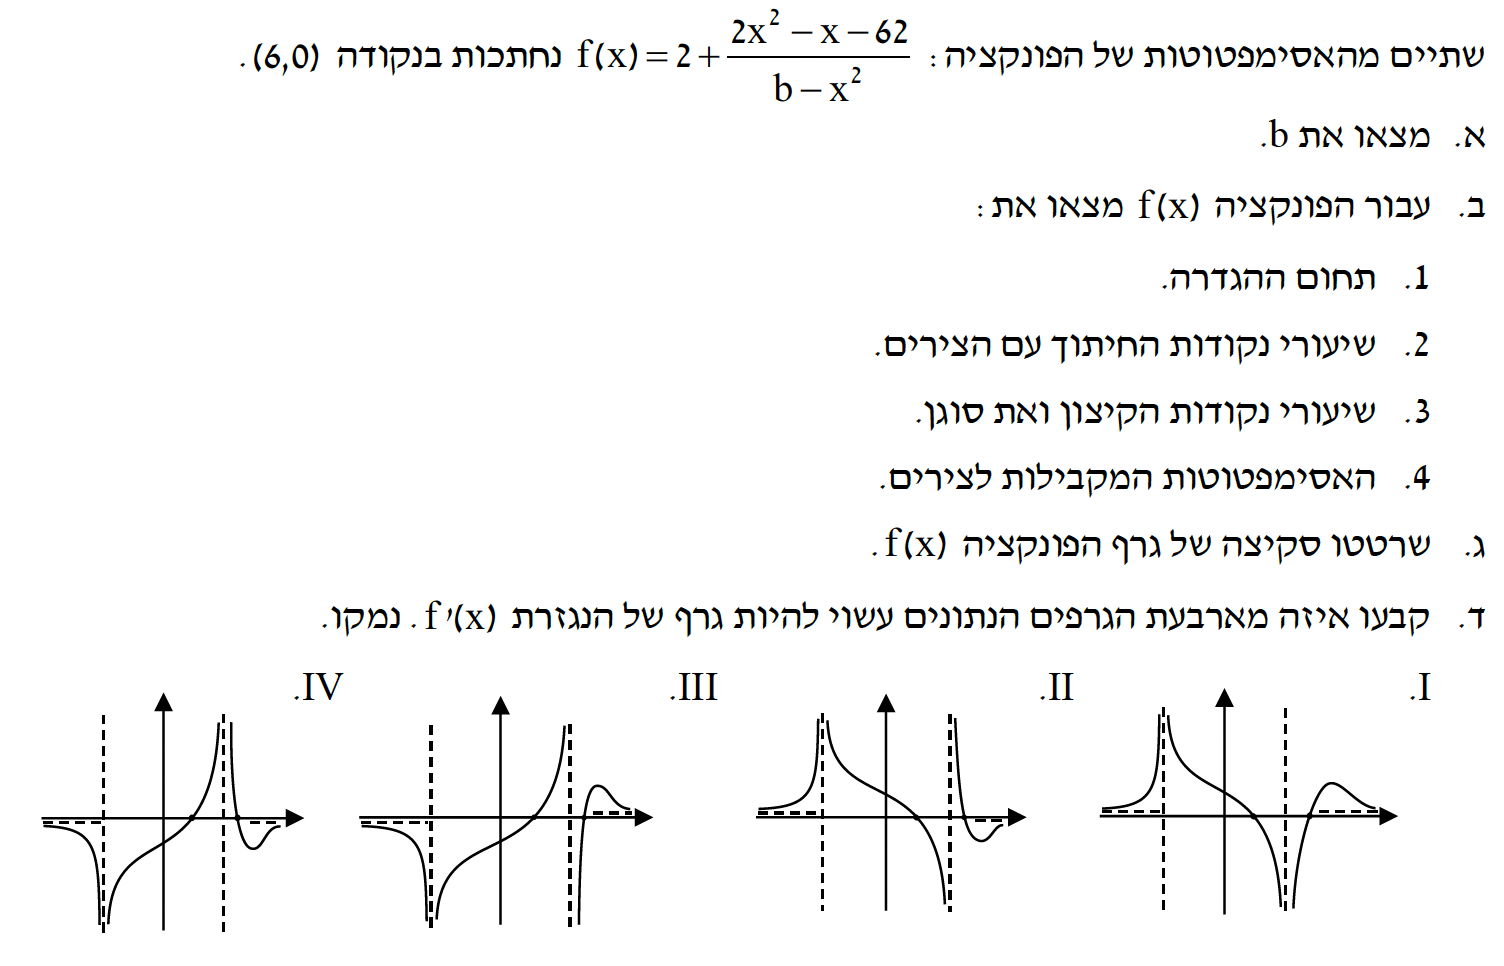 שתיים מהאסימפטוטות של הפונקציה: f(x) = 2 + (2x² − x − 62)/(b − x²) נחתכות בנקודה (6,0).
א. מצאו את b.
ב. עבור הפונקציה f(x) מצאו את:
1. תחום ההגדרה.
2. שיעורי נקודות החיתוך עם הצירים.
3. שיעורי נקודות הקיצון ואת סוגן.
4. האסימפטוטות המקבילות לצירים.
ג. שרטטו סקיצה של גרף הפונקציה f(x).
ד. קבעו איזה מארבעת הגרפים הנתונים עשוי להיות גרף של הנגזרת f'(x). נמקו.
I. II. III. IV.